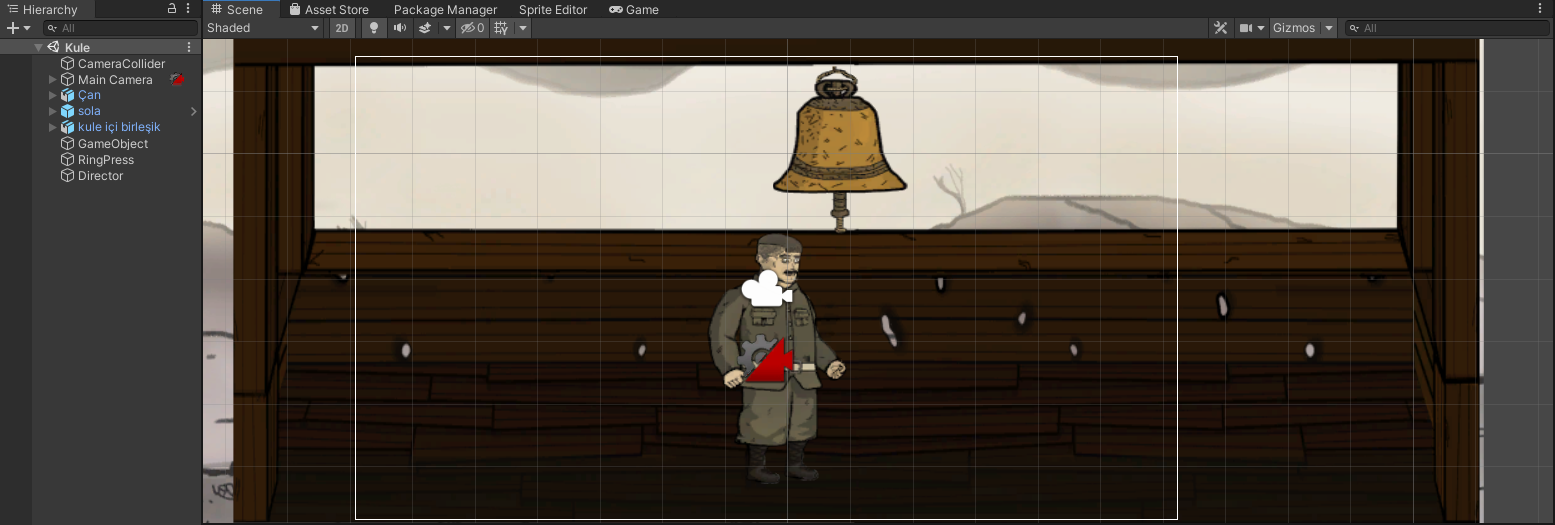 Hierarchy
Scene Asset Store Package Manager Sprite Editor Game
All
Shaded 2D 0 Gizmos All
Kule
CameraCollider
Main Camera
Çan
sola
kule içi birleşik
GameObject
RingPress
Director